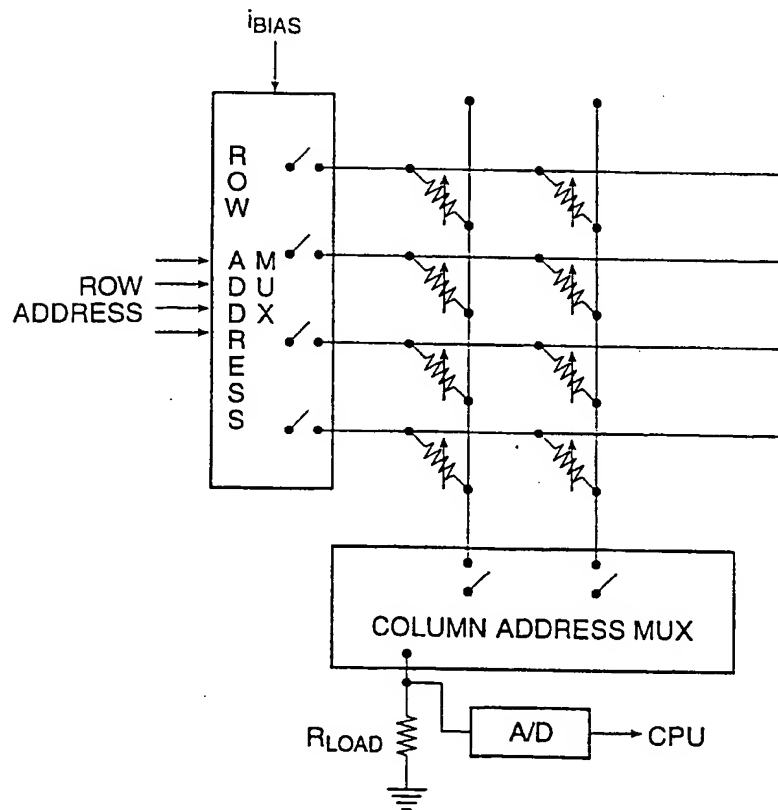 iBIAS
ROW ADDRESS
MUX
ROW
ADDRESS
COLUMN ADDRESS MUX
RLOAD
A/D
CPU